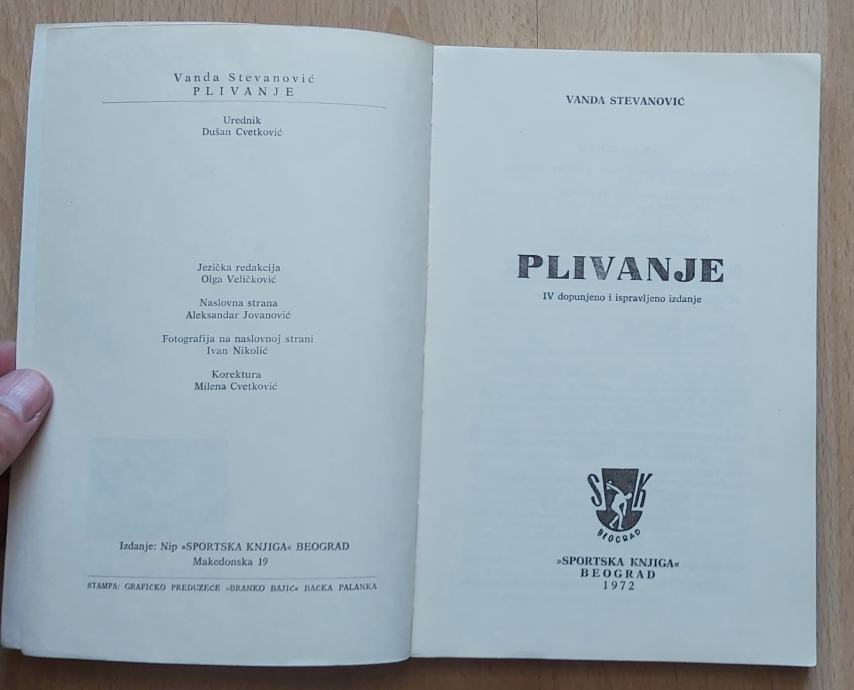 Vanda Stevanović
PLIVANJE
Urednik
Dušan Cvetković
Jezička redakcija
Olga Veličković
Naslovna strana
Aleksandar Jovanović
Fotografija na naslovnoj strani
Ivan Nikolić
Korektura
Milena Cvetković
Izdanje: Nip »SPORTSKA KNJIGA« BEOGRAD
Makedonska 19
ŠTAMPA: GRAFIČKO PREDUZEĆE »BRANKO BAJIĆ« BAČKA PALANKA
VANDA STEVANOVIĆ
PLIVANJE
IV dopunjeno i ispravljeno izdanje
SK
BEOGRAD
»SPORTSKA KNJIGA«
BEOGRAD
1972